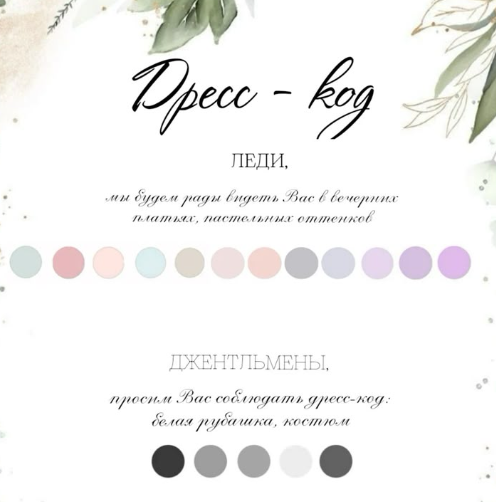 Дресс - код
ЛЕДИ,
мы будем рады видеть Вас в вечерних
платьях, пастельных оттенков
ДЖЕНТЛЬМЕНЫ,
просим Вас соблюдать дресс-код:
белая рубашка, костюм